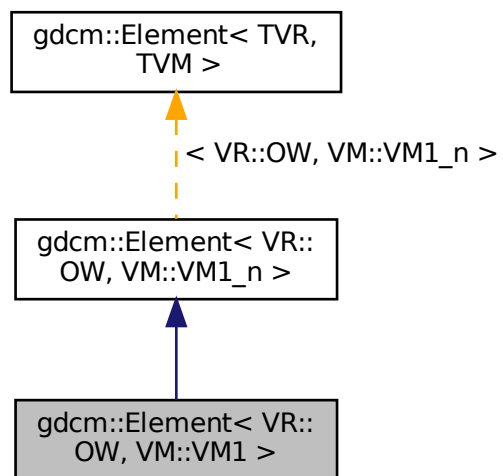 gdcm::Element< TVR,
TVM >
< VR::OW, VM::VM1_n >
gdcm::Element< VR::
OW, VM::VM1_n >
gdcm::Element< VR::
OW, VM::VM1 >